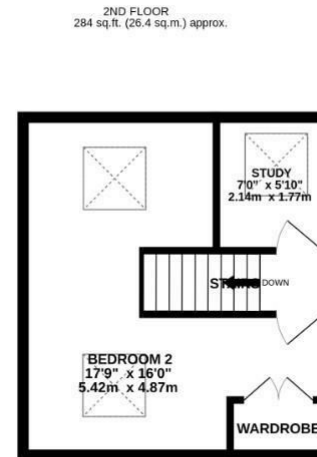 2ND FLOOR
284 sq.ft. (26.4 sq.m.) approx.
STUDY
7'0" x 5'10"
2.14m x 1.77m
DOWN
BEDROOM 2
17'9" x 16'0"
5.42m x 4.87m
WARDROBE